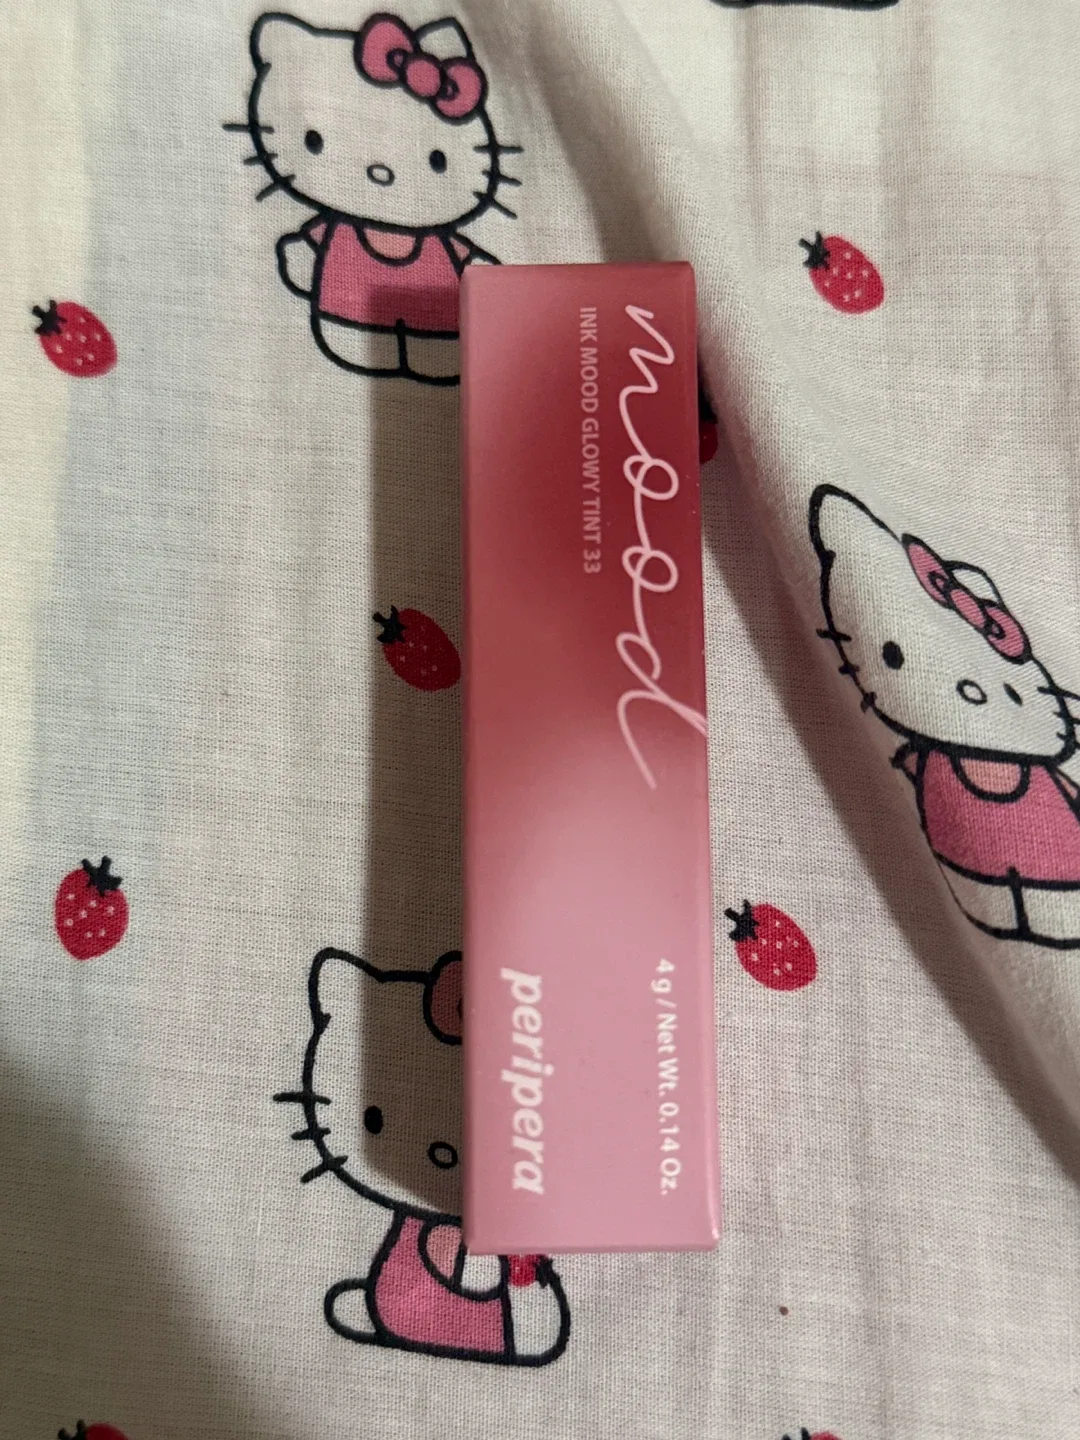 mood
INK MOOD GLOWY TINT 33
4 g / Net Wt. 0.14 Oz.
peripera